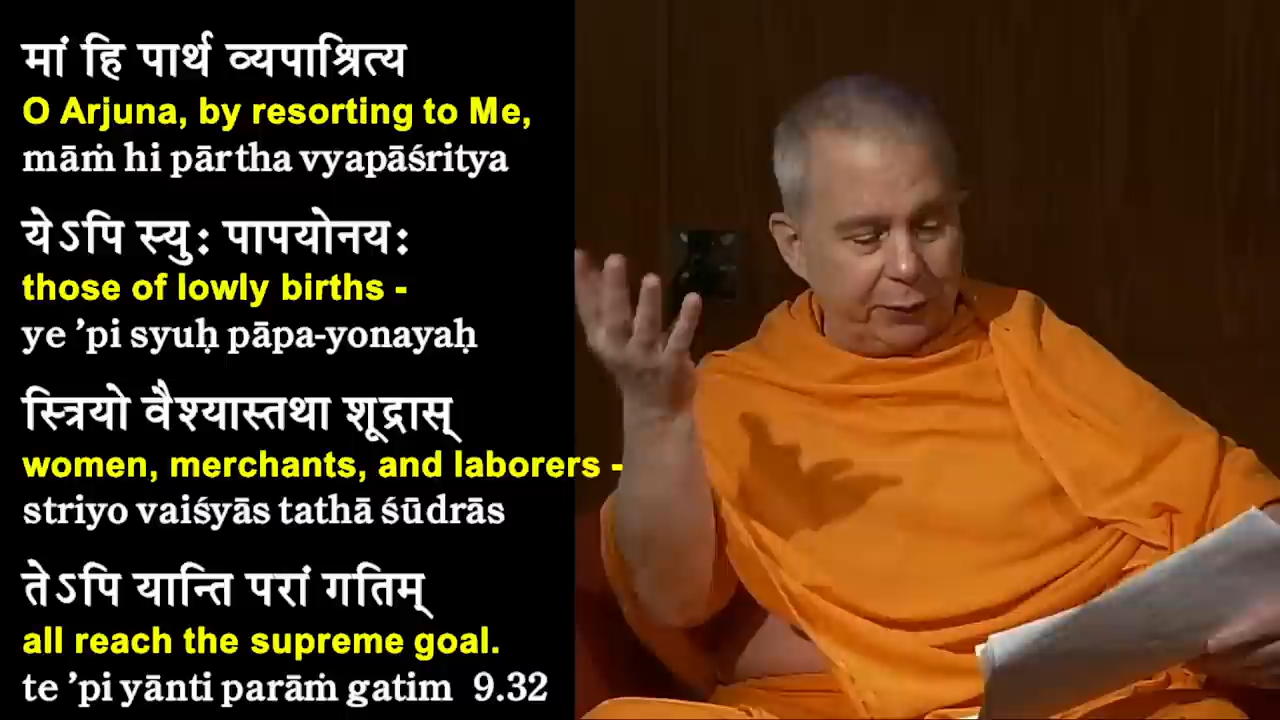 मां हि पार्थ व्यपाश्रित्य
O Arjuna, by resorting to Me,
māṁ hi pārtha vyapāśritya
येऽपि स्युः पापयोनयः
those of lowly births -
ye ’pi syuḥ pāpa-yonayaḥ
स्त्रियो वैश्यास्तथा शूद्रास्
women, merchants, and laborers -
striyo vaiśyās tathā śūdrās
तेऽपि यान्ति परां गतिम्
all reach the supreme goal.
te ’pi yānti parāṁ gatim 9.32